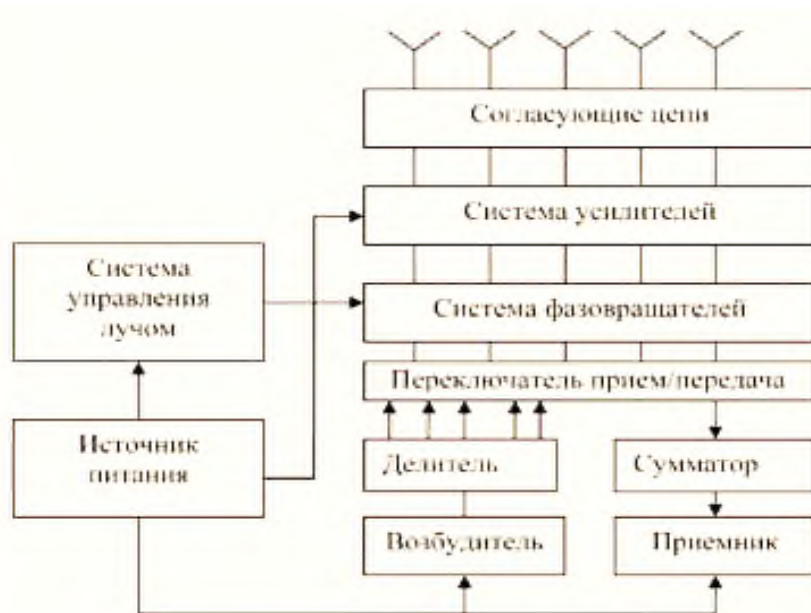 Согласующие цепи
Система усилителей
Система
управления
лучом
Система фазовращателей
Переключатель прием/передача
Источник
питания
Делитель
Сумматор
Возбудитель
Приемник